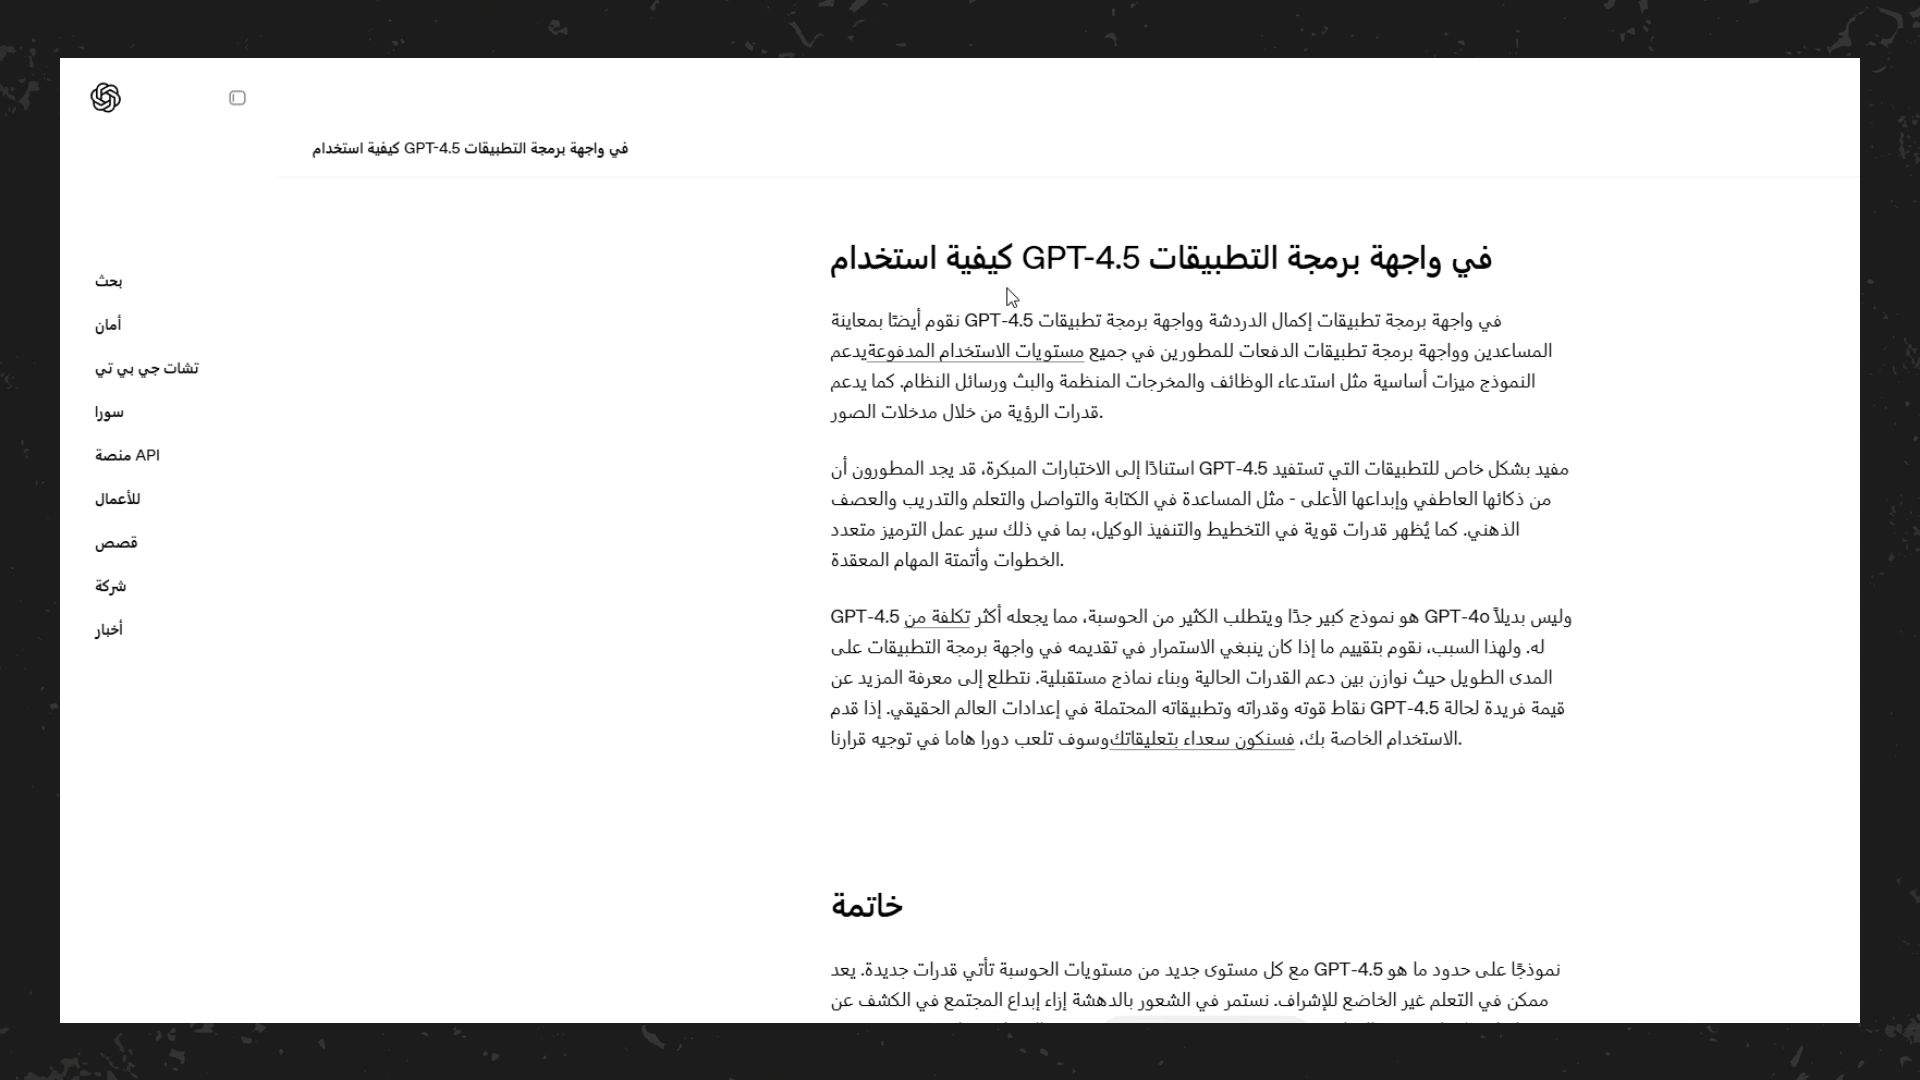 كيفية استخدام GPT-4.5 في واجهة برمجة التطبيقات
بحث
أمان
تشات جي بي تي
سورا
منصة API
للأعمال
قصص
شركة
أخبار
كيفية استخدام GPT-4.5 في واجهة برمجة التطبيقات
نقوم أيضًا بمعاينة GPT-4.5 في واجهة برمجة تطبيقات إكمال الدردشة وواجهة برمجة تطبيقات
المساعدين وواجهة برمجة تطبيقات الدفعات للمطورين في جميع مستويات الاستخدام المدفوعةيدعم
النموذج ميزات أساسية مثل استدعاء الوظائف والمخرجات المنظمة والبث ورسائل النظام. كما يدعم
قدرات الرؤية من خلال مدخلات الصور.
استنادًا إلى الاختبارات المبكرة، قد يجد المطورون أن GPT-4.5 مفيد بشكل خاص للتطبيقات التي تستفيد
من ذكائها العاطفي وإبداعها الأعلى - مثل المساعدة في الكتابة والتواصل والتعلم والتدريب والعصف
الذهني. كما يُظهر قدرات قوية في التخطيط والتنفيذ الوكيل، بما في ذلك سير عمل الترميز متعدد
الخطوات وأتمتة المهام المعقدة.
GPT-4.5 هو نموذج كبير جدًا ويتطلب الكثير من الحوسبة، مما يجعله أكثر تكلفة من GPT-4o وليس بديلاً
له. ولهذا السبب، نقوم بتقييم ما إذا كان ينبغي الاستمرار في تقديمه في واجهة برمجة التطبيقات على
المدى الطويل حيث نوازن بين دعم القدرات الحالية وبناء نماذج مستقبلية. نتطلع إلى معرفة المزيد عن
نقاط قوته وقدراته وتطبيقاته المحتملة في إعدادات العالم الحقيقي. إذا قدم GPT-4.5 قيمة فريدة لحالة
الاستخدام الخاصة بك، فسنكون سعداء بتعليقاتكوسوف تلعب دورا هاما في توجيه قرارنا.
خاتمة
مع كل مستوى جديد من مستويات الحوسبة تأتي قدرات جديدة. يعد GPT-4.5 نموذجًا على حدود ما هو
ممكن في التعلم غير الخاضع للإشراف. نستمر في الشعور بالدهشة إزاء إبداع المجتمع في الكشف عن